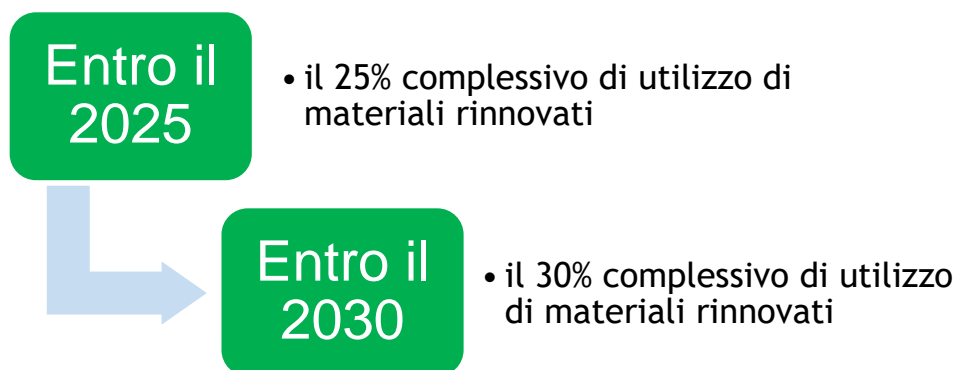 Entro il
2025
• il 25% complessivo di utilizzo di
materiali rinnovati
Entro il
2030
• il 30% complessivo di utilizzo
di materiali rinnovati